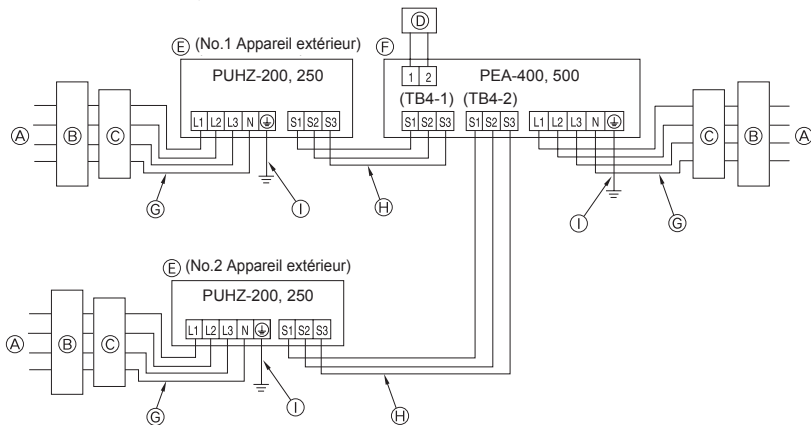 Ⓓ
Ⓔ (No.1 Appareil extérieur)
Ⓕ
PUHZ-200, 250
1 2
PEA-400, 500
(TB4-1) (TB4-2)
L1 L2 L3 N S1 S2 S3
S1 S2 S3 S1 S2 S3 L1 L2 L3 N
Ⓐ Ⓑ Ⓒ
Ⓒ Ⓑ Ⓐ
Ⓖ Ⓘ Ⓗ
Ⓘ Ⓖ
Ⓔ (No.2 Appareil extérieur)
PUHZ-200, 250
L1 L2 L3 N S1 S2 S3
Ⓐ Ⓑ Ⓒ
Ⓖ Ⓘ Ⓗ